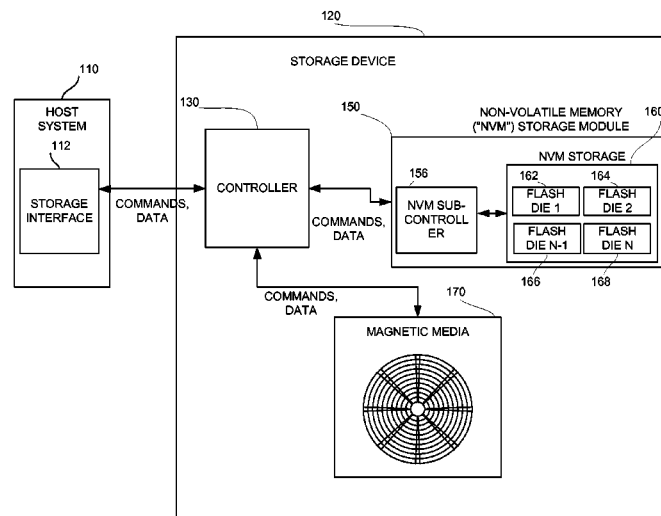 120
STORAGE DEVICE
110
HOST
SYSTEM
112
STORAGE
INTERFACE
COMMANDS,
DATA
130
CONTROLLER
COMMANDS,
DATA
150
NON-VOLATILE MEMORY
("NVM") STORAGE MODULE
160
NVM STORAGE
156
NVM SUB-
CONTROLL
ER
162
FLASH
DIE 1
164
FLASH
DIE 2
FLASH
DIE N-1
166
FLASH
DIE N
168
COMMANDS,
DATA
170
MAGNETIC MEDIA